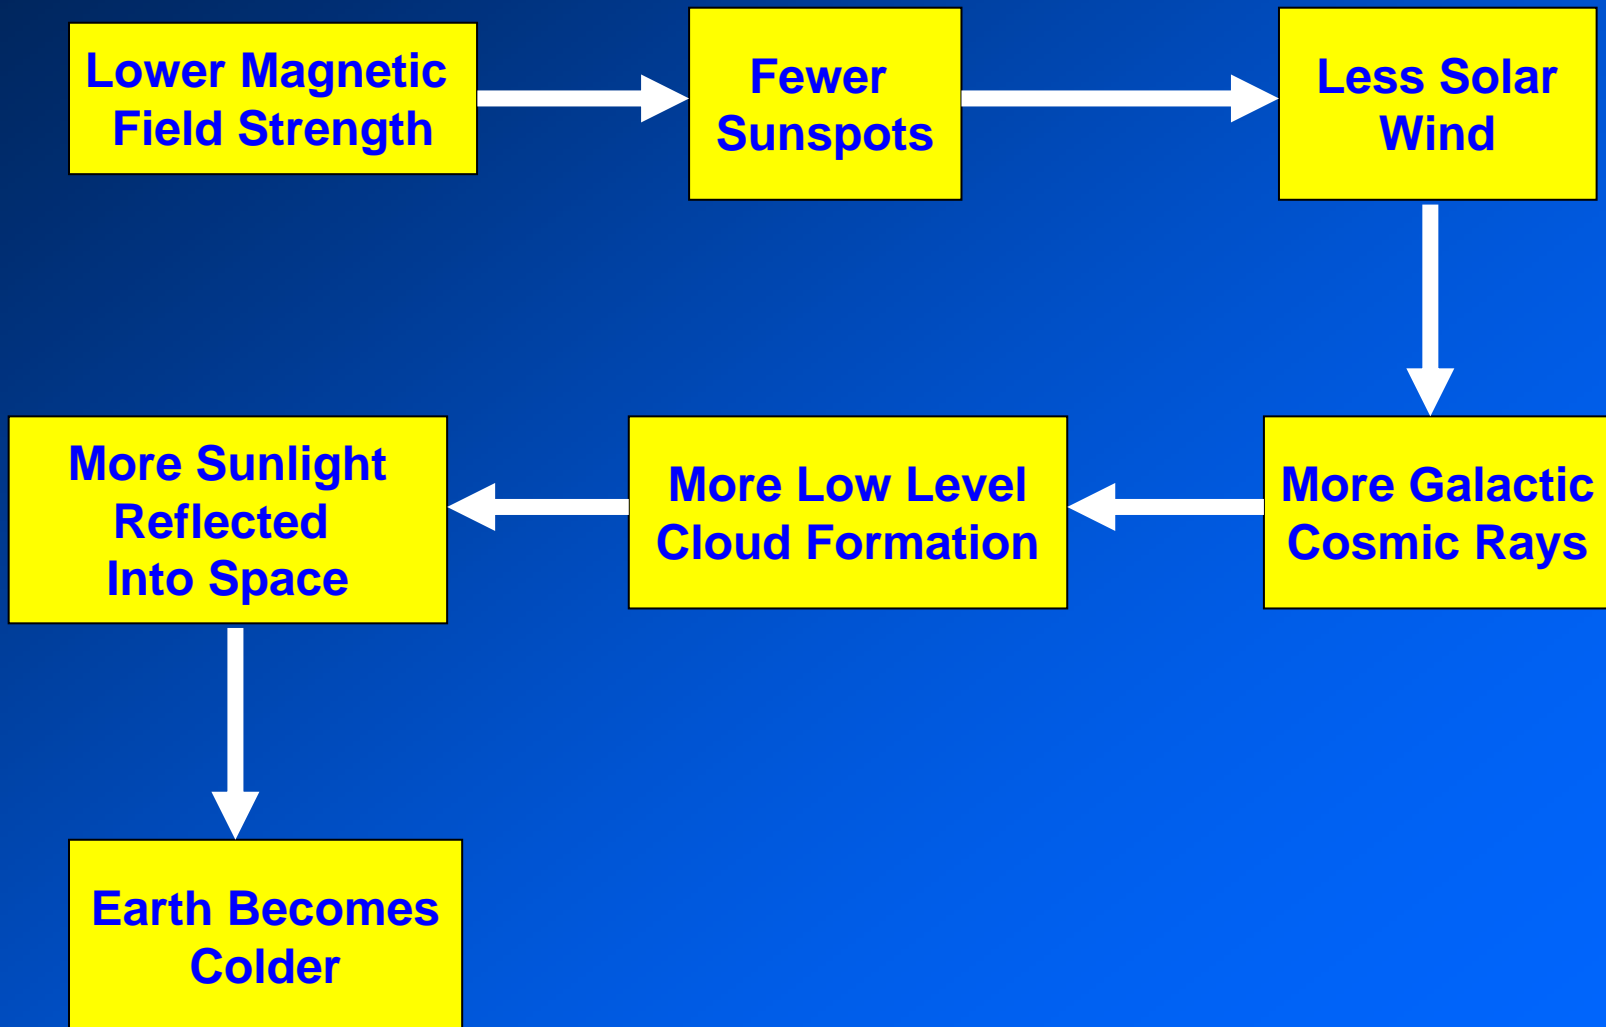 Lower Magnetic
Field Strength
Fewer
Sunspots
Less Solar
Wind
More Galactic
Cosmic Rays
More Low Level
Cloud Formation
More Sunlight
Reflected
Into Space
Earth Becomes
Colder